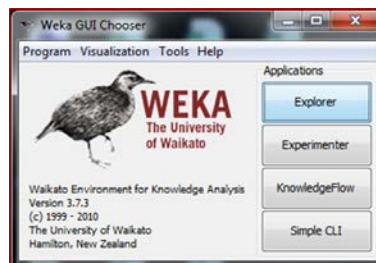 Weka GUI Chooser
Program Visualization Tools Help
Applications
WEKA
The University
of Waikato
Explorer
Experimenter
KnowledgeFlow
Simple CLI
Waikato Environment for Knowledge Analysis
Version 3.7.3
(c) 1999 - 2010
The University of Waikato
Hamilton, New Zealand